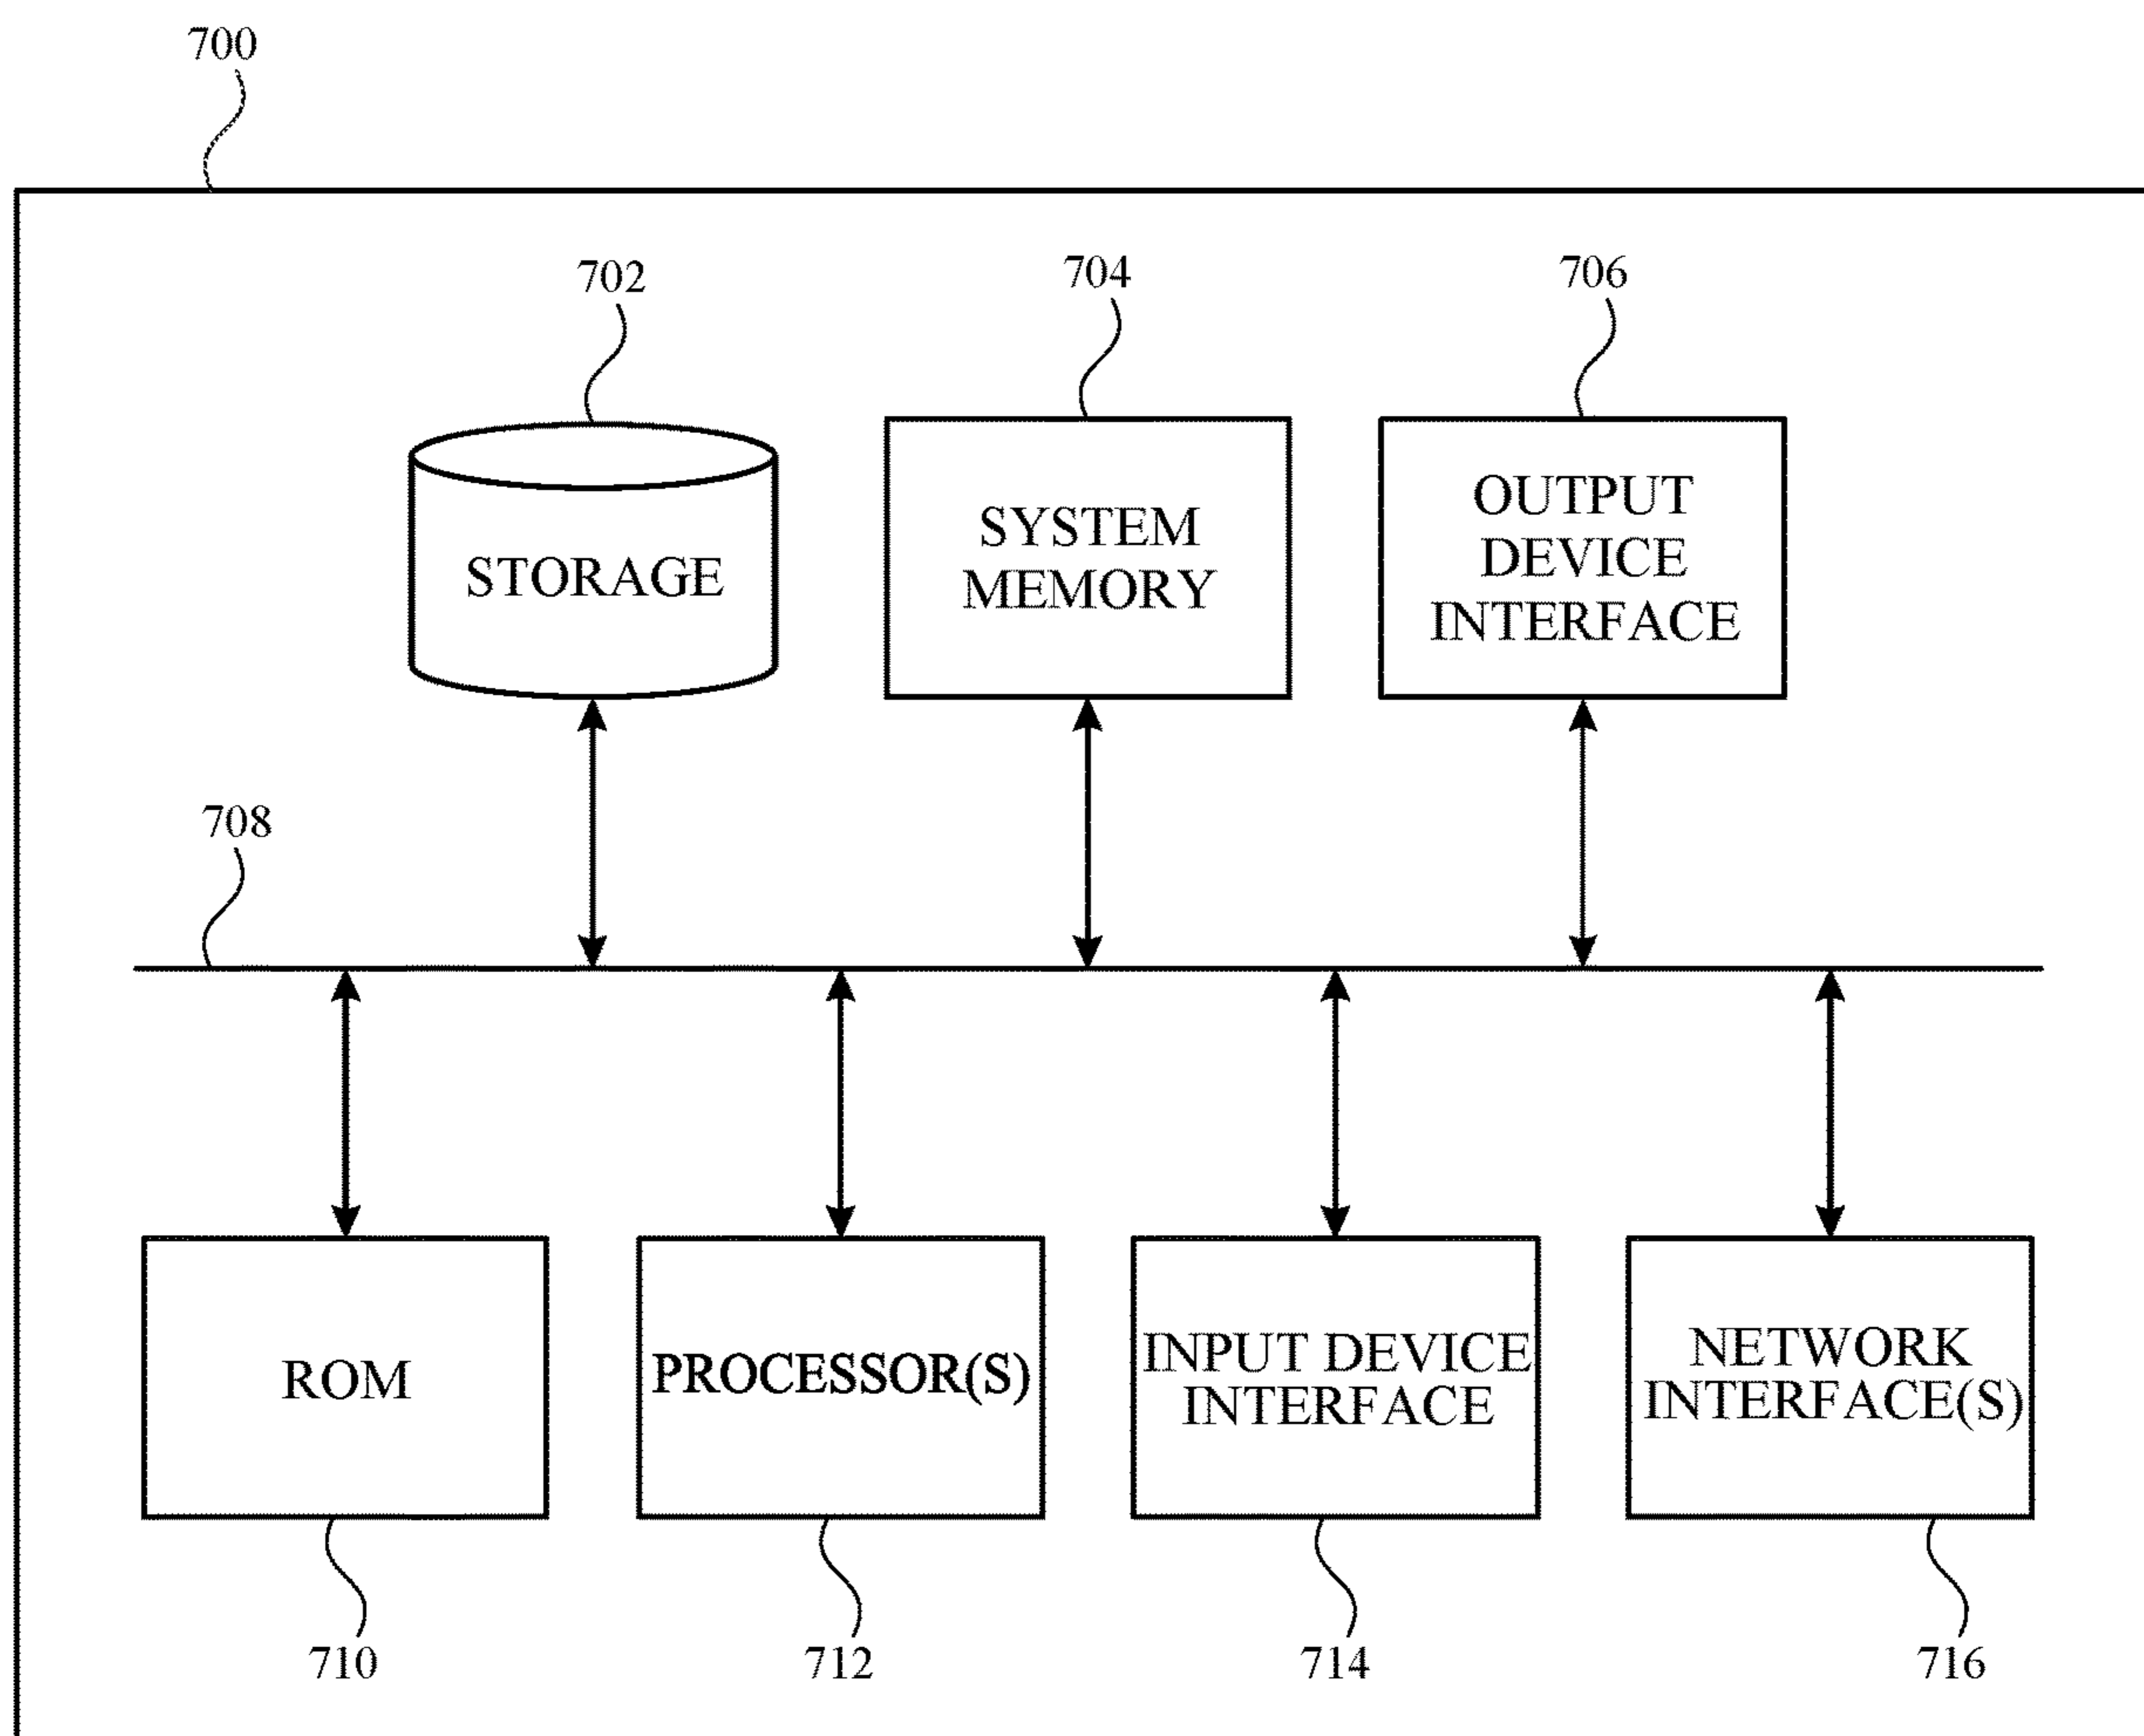 700
702
704
706
STORAGE
SYSTEM
MEMORY
OUTPUT
DEVICE
INTERFACE
708
ROM
PROCESSOR(S)
INPUT DEVICE
INTERFACE
NETWORK
INTERFACE(S)
710
712
714
716